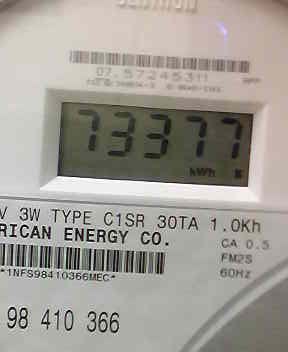 CENTRON
07.57245311
73377
kWh
V 3W TYPE C1SR 30TA 1.0Kh
RICAN ENERGY CO.
CA 0.5
FM2S
60Hz
*1NFS98410366MEC*
98 410 366